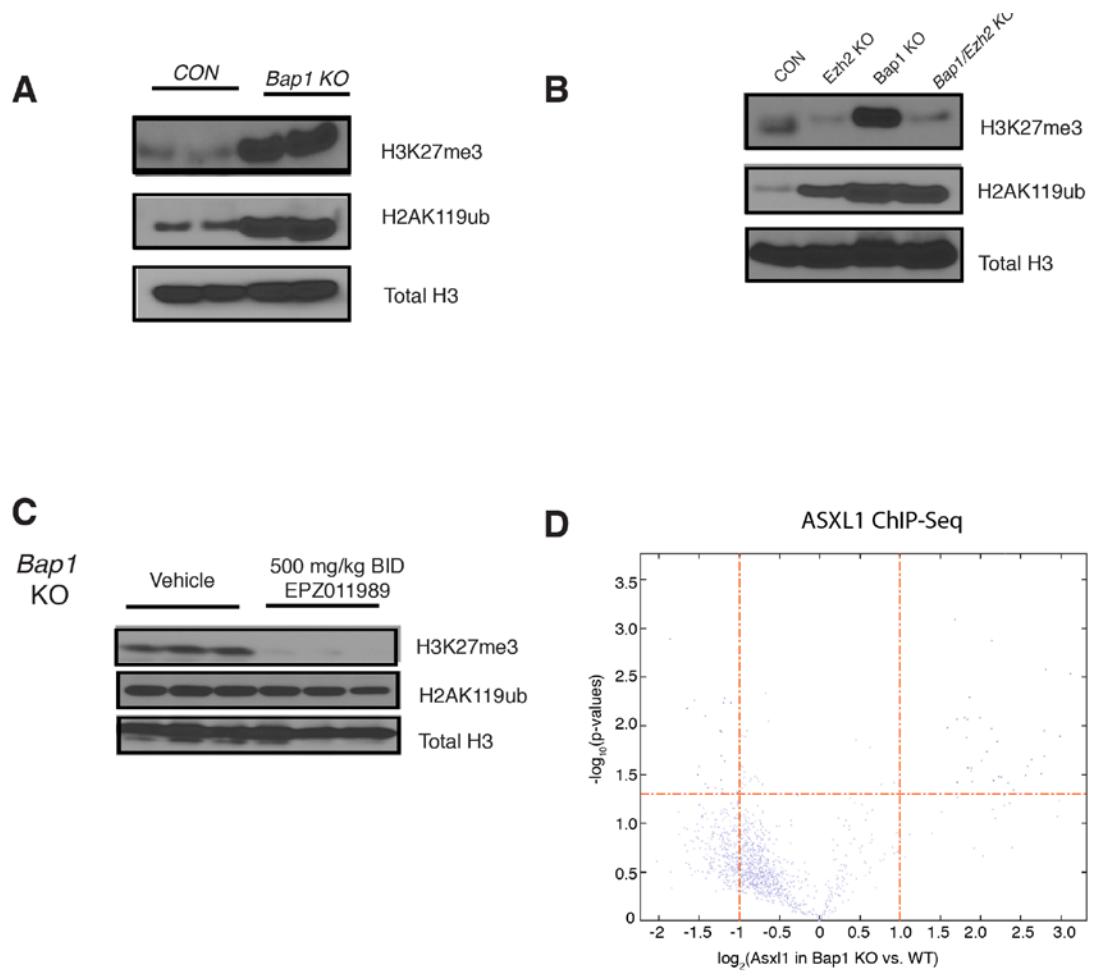 A
CON
Bap1 KO
H3K27me3
H2AK119ub
Total H3
B
CON
Ezh2 KO
Bap1 KO
Bap1/Ezh2 KO
H3K27me3
H2AK119ub
Total H3
C
Bap1
KO
Vehicle
500 mg/kg BID
EPZ011989
H3K27me3
H2AK119ub
Total H3
D
ASXL1 ChIP-Seq
-log10(p-values)
3.5
3.0
2.5
2.0
1.5
1.0
0.5
0
-2
-1.5
-1
-0.5
0
0.5
1.0
1.5
2.0
2.5
3.0
log2(Asxl1 in Bap1 KO vs. WT)